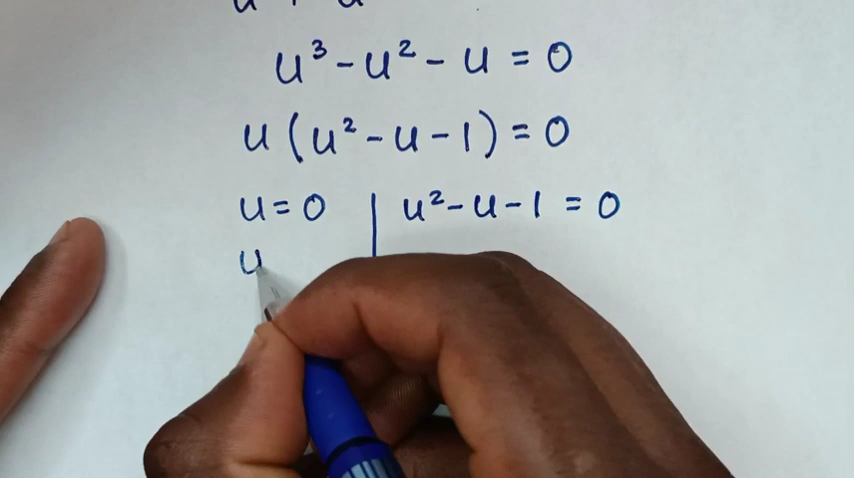 u³ - u² - u = 0
u (u² - u - 1) = 0
u = 0 | u² - u - 1 = 0
u